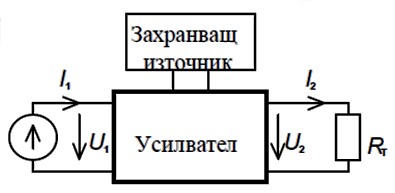 Захранващ
източник
I₁
I₂
U₁
Усилвател
U₂
Rт